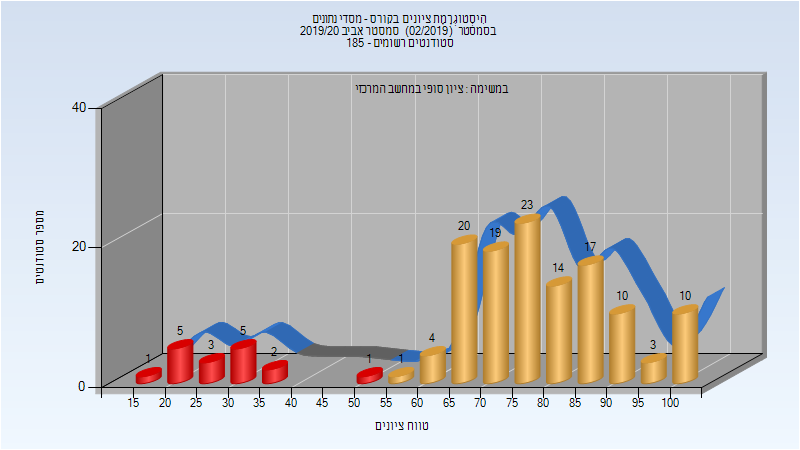 היסטוגרמת ציונים בקורס - מסדי נתונים
בסמסטר (02/2019) סמסטר אביב 2019/20
סטודנטים רשומים - 185
במשימה : ציון סופי במחשב המרכזי
מספר סטודנטים
40
20
0
1
5
3
5
2
1
1
4
20
19
23
14
17
10
3
10
15 20 25 30 35 40 45 50 55 60 65 70 75 80 85 90 95 100
טווח ציונים